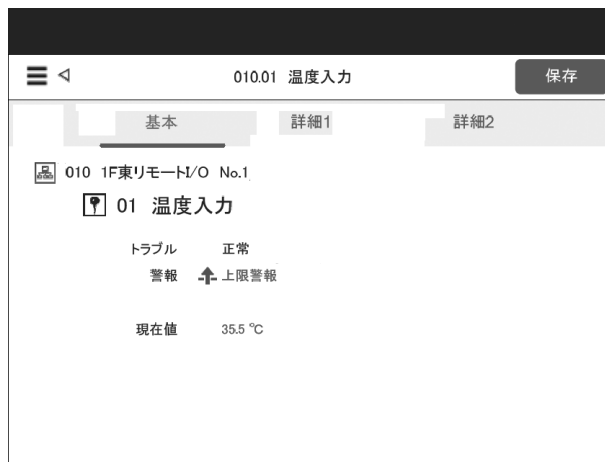 010.01 温度入力 保存
基本 詳細1 詳細2
010 1F東リモートI/O No.1
01 温度入力
トラブル 正常
警報 上限警報
現在値 35.5 ℃